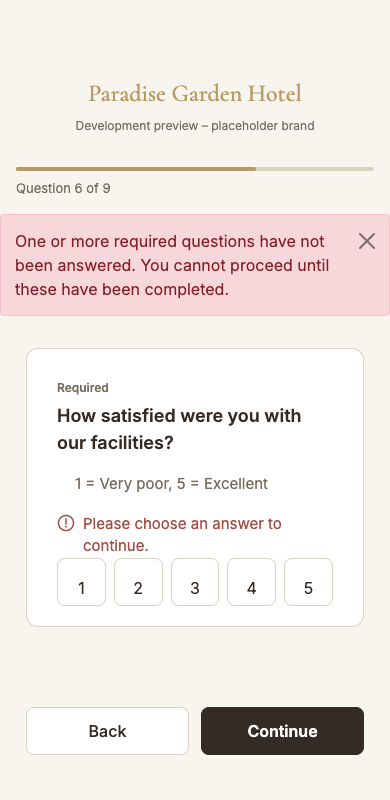 Paradise Garden Hotel
Development preview – placeholder brand
Question 6 of 9
One or more required questions have not
been answered. You cannot proceed until
these have been completed.
Required
How satisfied were you with
our facilities?
1 = Very poor, 5 = Excellent
Please choose an answer to
continue.
1 2 3 4 5
Back Continue